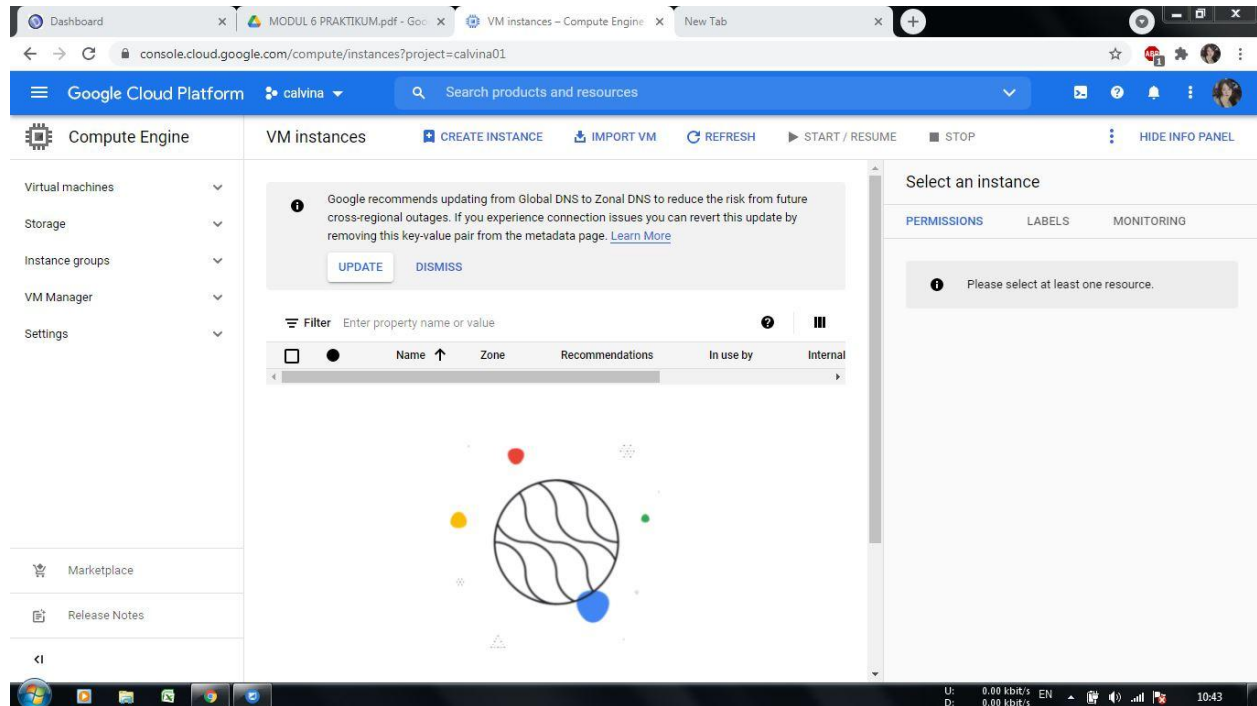 Dashboard
MODUL 6 PRAKTIKUM.pdf - Goo
VM instances – Compute Engine
New Tab
console.cloud.google.com/compute/instances?project=calvina01
ABP
1
Google Cloud Platform
calvina
Search products and resources
Compute Engine
VM instances
CREATE INSTANCE
IMPORT VM
REFRESH
START / RESUME
STOP
HIDE INFO PANEL
Virtual machines
Storage
Instance groups
VM Manager
Settings
Marketplace
Release Notes
Google recommends updating from Global DNS to Zonal DNS to reduce the risk from future
cross-regional outages. If you experience connection issues you can revert this update by
removing this key-value pair from the metadata page. Learn More
UPDATE
DISMISS
Filter Enter property name or value
Name Zone Recommendations In use by Internal
Select an instance
PERMISSIONS
LABELS
MONITORING
Please select at least one resource.
U: 0.00 kbit/s
D: 0.00 kbit/s
EN
10:43